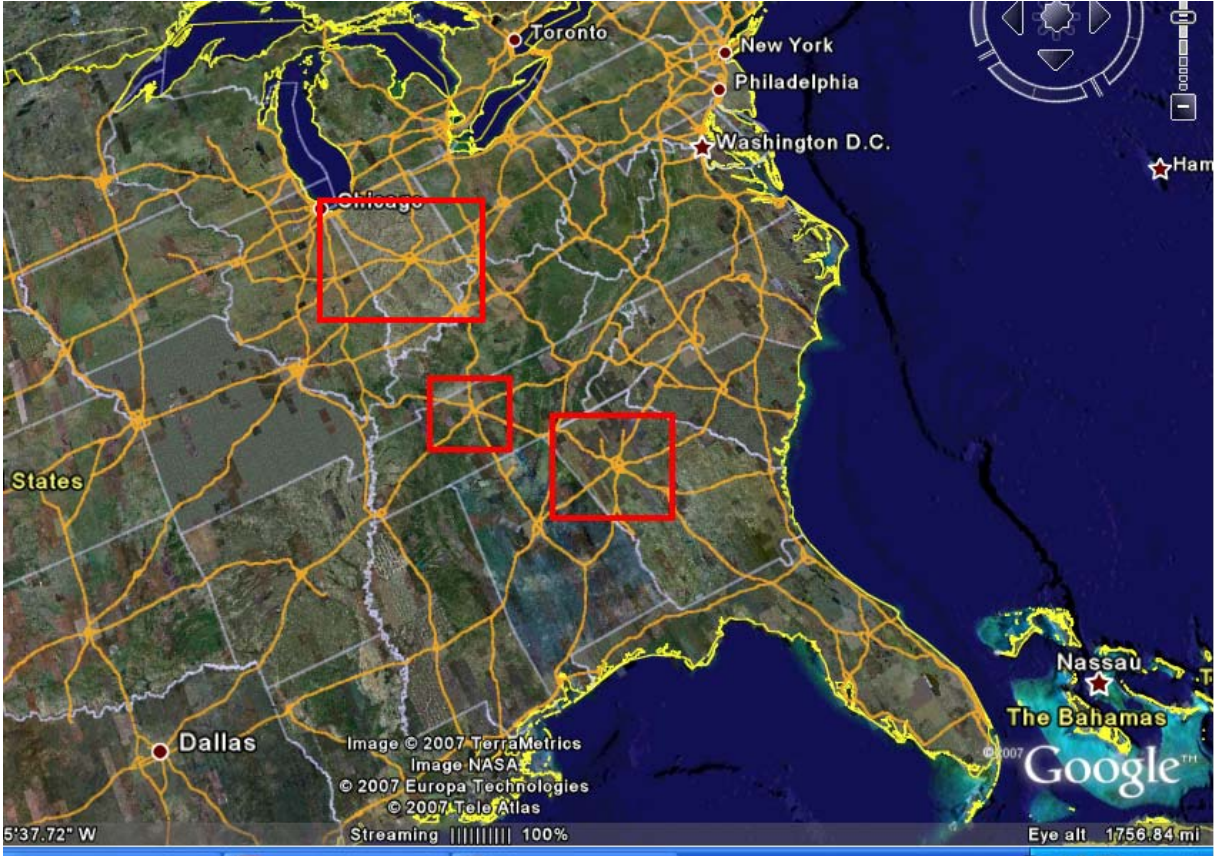 Toronto
New York
Philadelphia
Washington D.C.
Ham
Chicago
States
Nassau
The Bahamas
Dallas
Image © 2007 TerraMetrics
Image NASA
© 2007 Europa Technologies
© 2007 Tele Atlas
© 2007
Google™
5'37.72" W
Streaming |||||||||| 100%
Eye alt 1756.84 mi